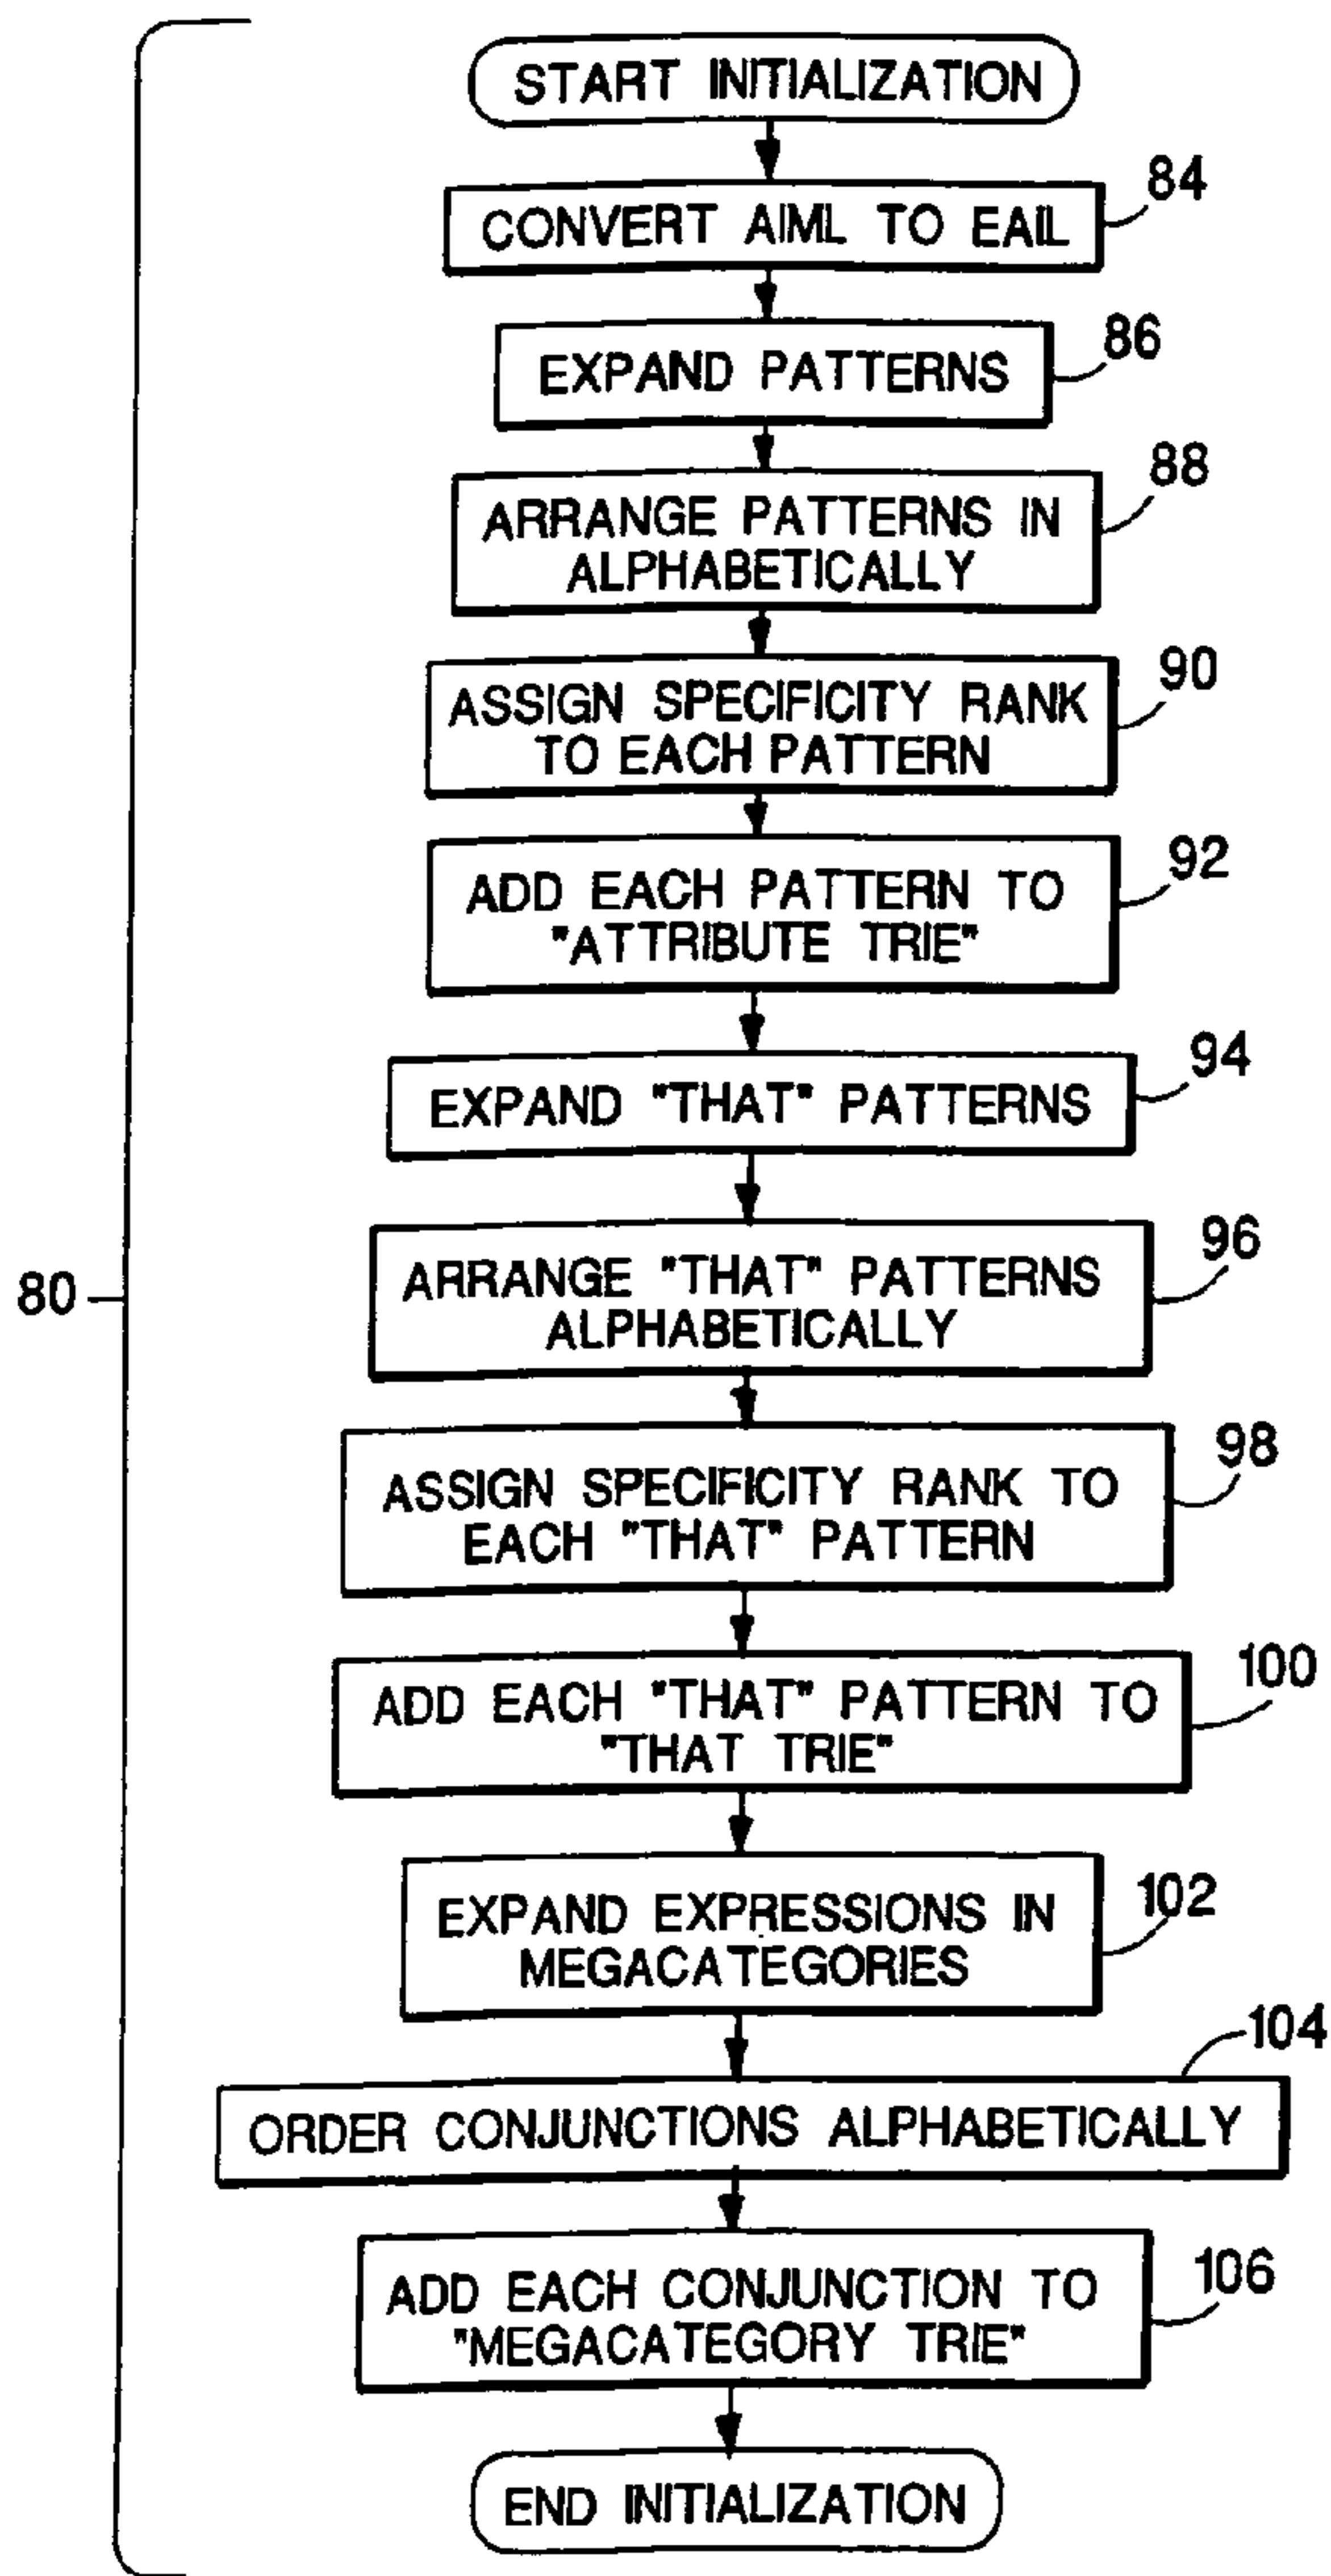 START INITIALIZATION
84
CONVERT AIML TO EAIL
86
EXPAND PATTERNS
88
ARRANGE PATTERNS IN
ALPHABETICALLY
90
ASSIGN SPECIFICITY RANK
TO EACH PATTERN
92
ADD EACH PATTERN TO
"ATTRIBUTE TRIE"
94
EXPAND "THAT" PATTERNS
96
ARRANGE "THAT" PATTERNS
ALPHABETICALLY
80
98
ASSIGN SPECIFICITY RANK TO
EACH "THAT" PATTERN
100
ADD EACH "THAT" PATTERN TO
"THAT TRIE"
102
EXPAND EXPRESSIONS IN
MEGACATEGORIES
104
ORDER CONJUNCTIONS ALPHABETICALLY
106
ADD EACH CONJUNCTION TO
"MEGACATEGORY TRIE"
END INITIALIZATION